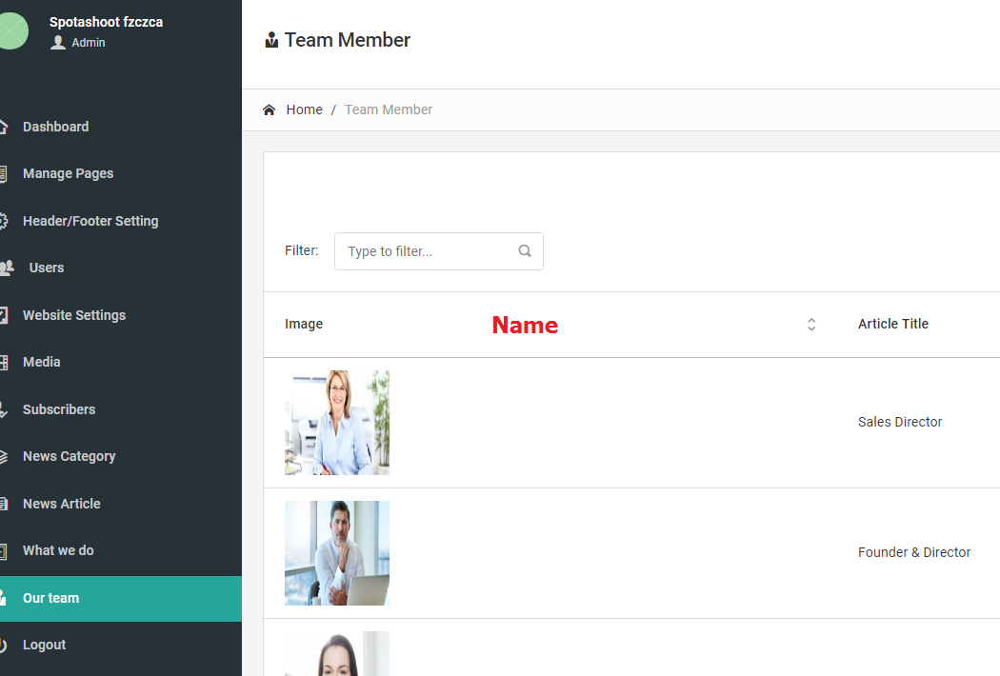 Spotashoot fzczca
Admin
Team Member
Home / Team Member
Dashboard
Manage Pages
Header/Footer Setting
Users
Website Settings
Media
Subscribers
News Category
News Article
What we do
Our team
Logout
Filter: Type to filter...
Image Name Article Title
Sales Director
Founder & Director